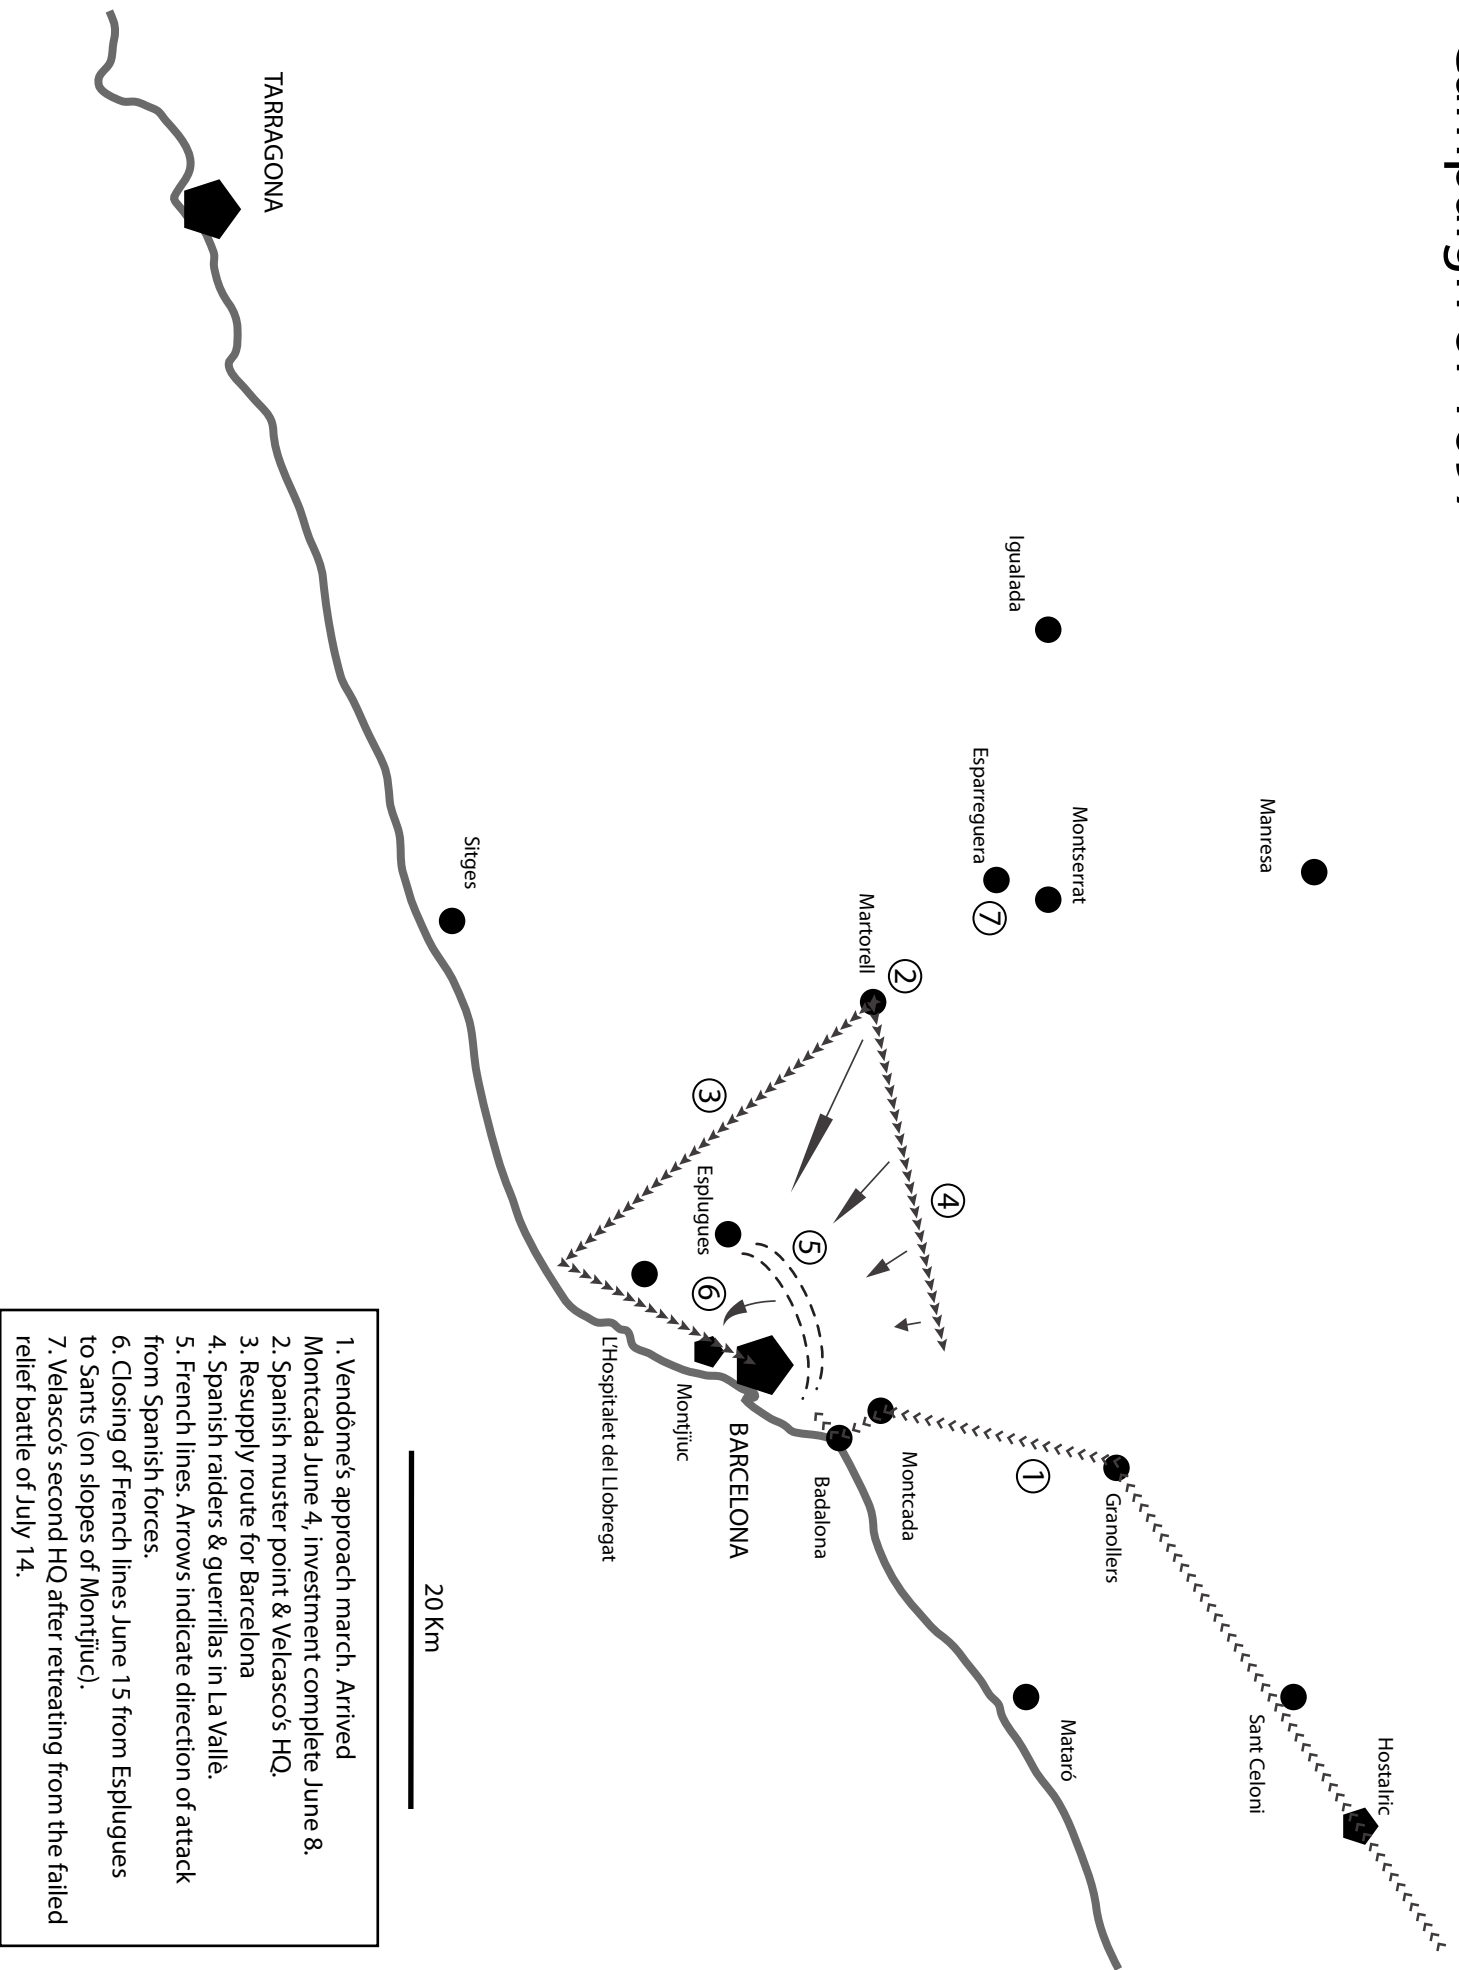 Campaign of 1697
Manresa
Igualada
Montserrat
Esparreguera
7
Martorell
2
Hostalric
Sant Celoni
Granollers
1
Mataró
Montcada
Badalona
4
3
5
Esplugues
6
BARCELONA
Montjiuc
L'Hospitalet del Llobregat
Sitges
TARRAGONA
20 Km
1. Vendôme's approach march. Arrived
Montcada June 4, investment complete June 8.
2. Spanish muster point & Velcasco's HQ.
3. Resupply route for Barcelona
4. Spanish raiders & guerrillas in La Vallè.
5. French lines. Arrows indicate direction of attack
from Spanish forces.
6. Closing of French lines June 15 from Esplugues
to Sants (on slopes of Montjiuc).
7. Velasco's second HQ after retreating from the failed
relief battle of July 14.